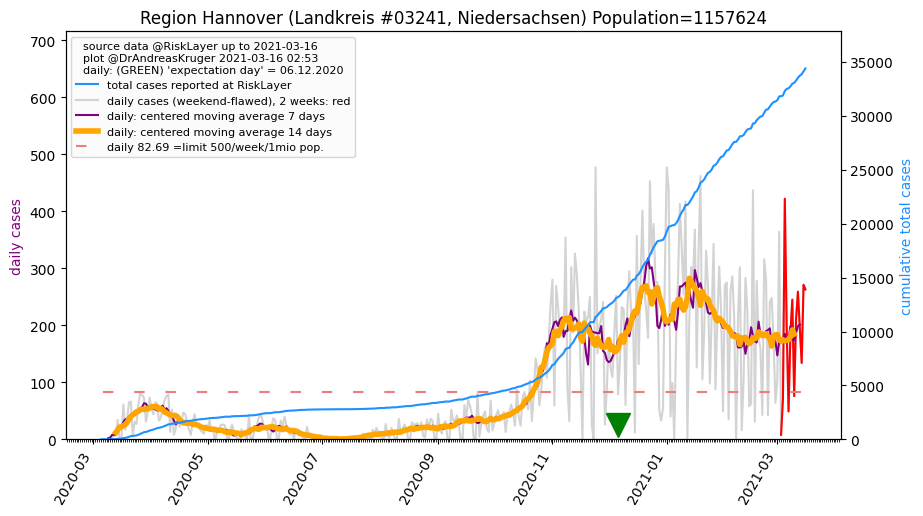 Region Hannover (Landkreis #03241, Niedersachsen) Population=1157624
source data @RiskLayer up to 2021-03-16
plot @DrAndreasKruger 2021-03-16 02:53
daily: (GREEN) 'expectation day' = 06.12.2020
total cases reported at RiskLayer
daily cases (weekend-flawed), 2 weeks: red
daily: centered moving average 7 days
daily: centered moving average 14 days
daily 82.69 =limit 500/week/1mio pop.
daily cases
700
600
500
400
300
200
100
0
cumulative total cases
35000
30000
25000
20000
15000
10000
5000
0
2020-03
2020-05
2020-07
2020-09
2020-11
2021-01
2021-03